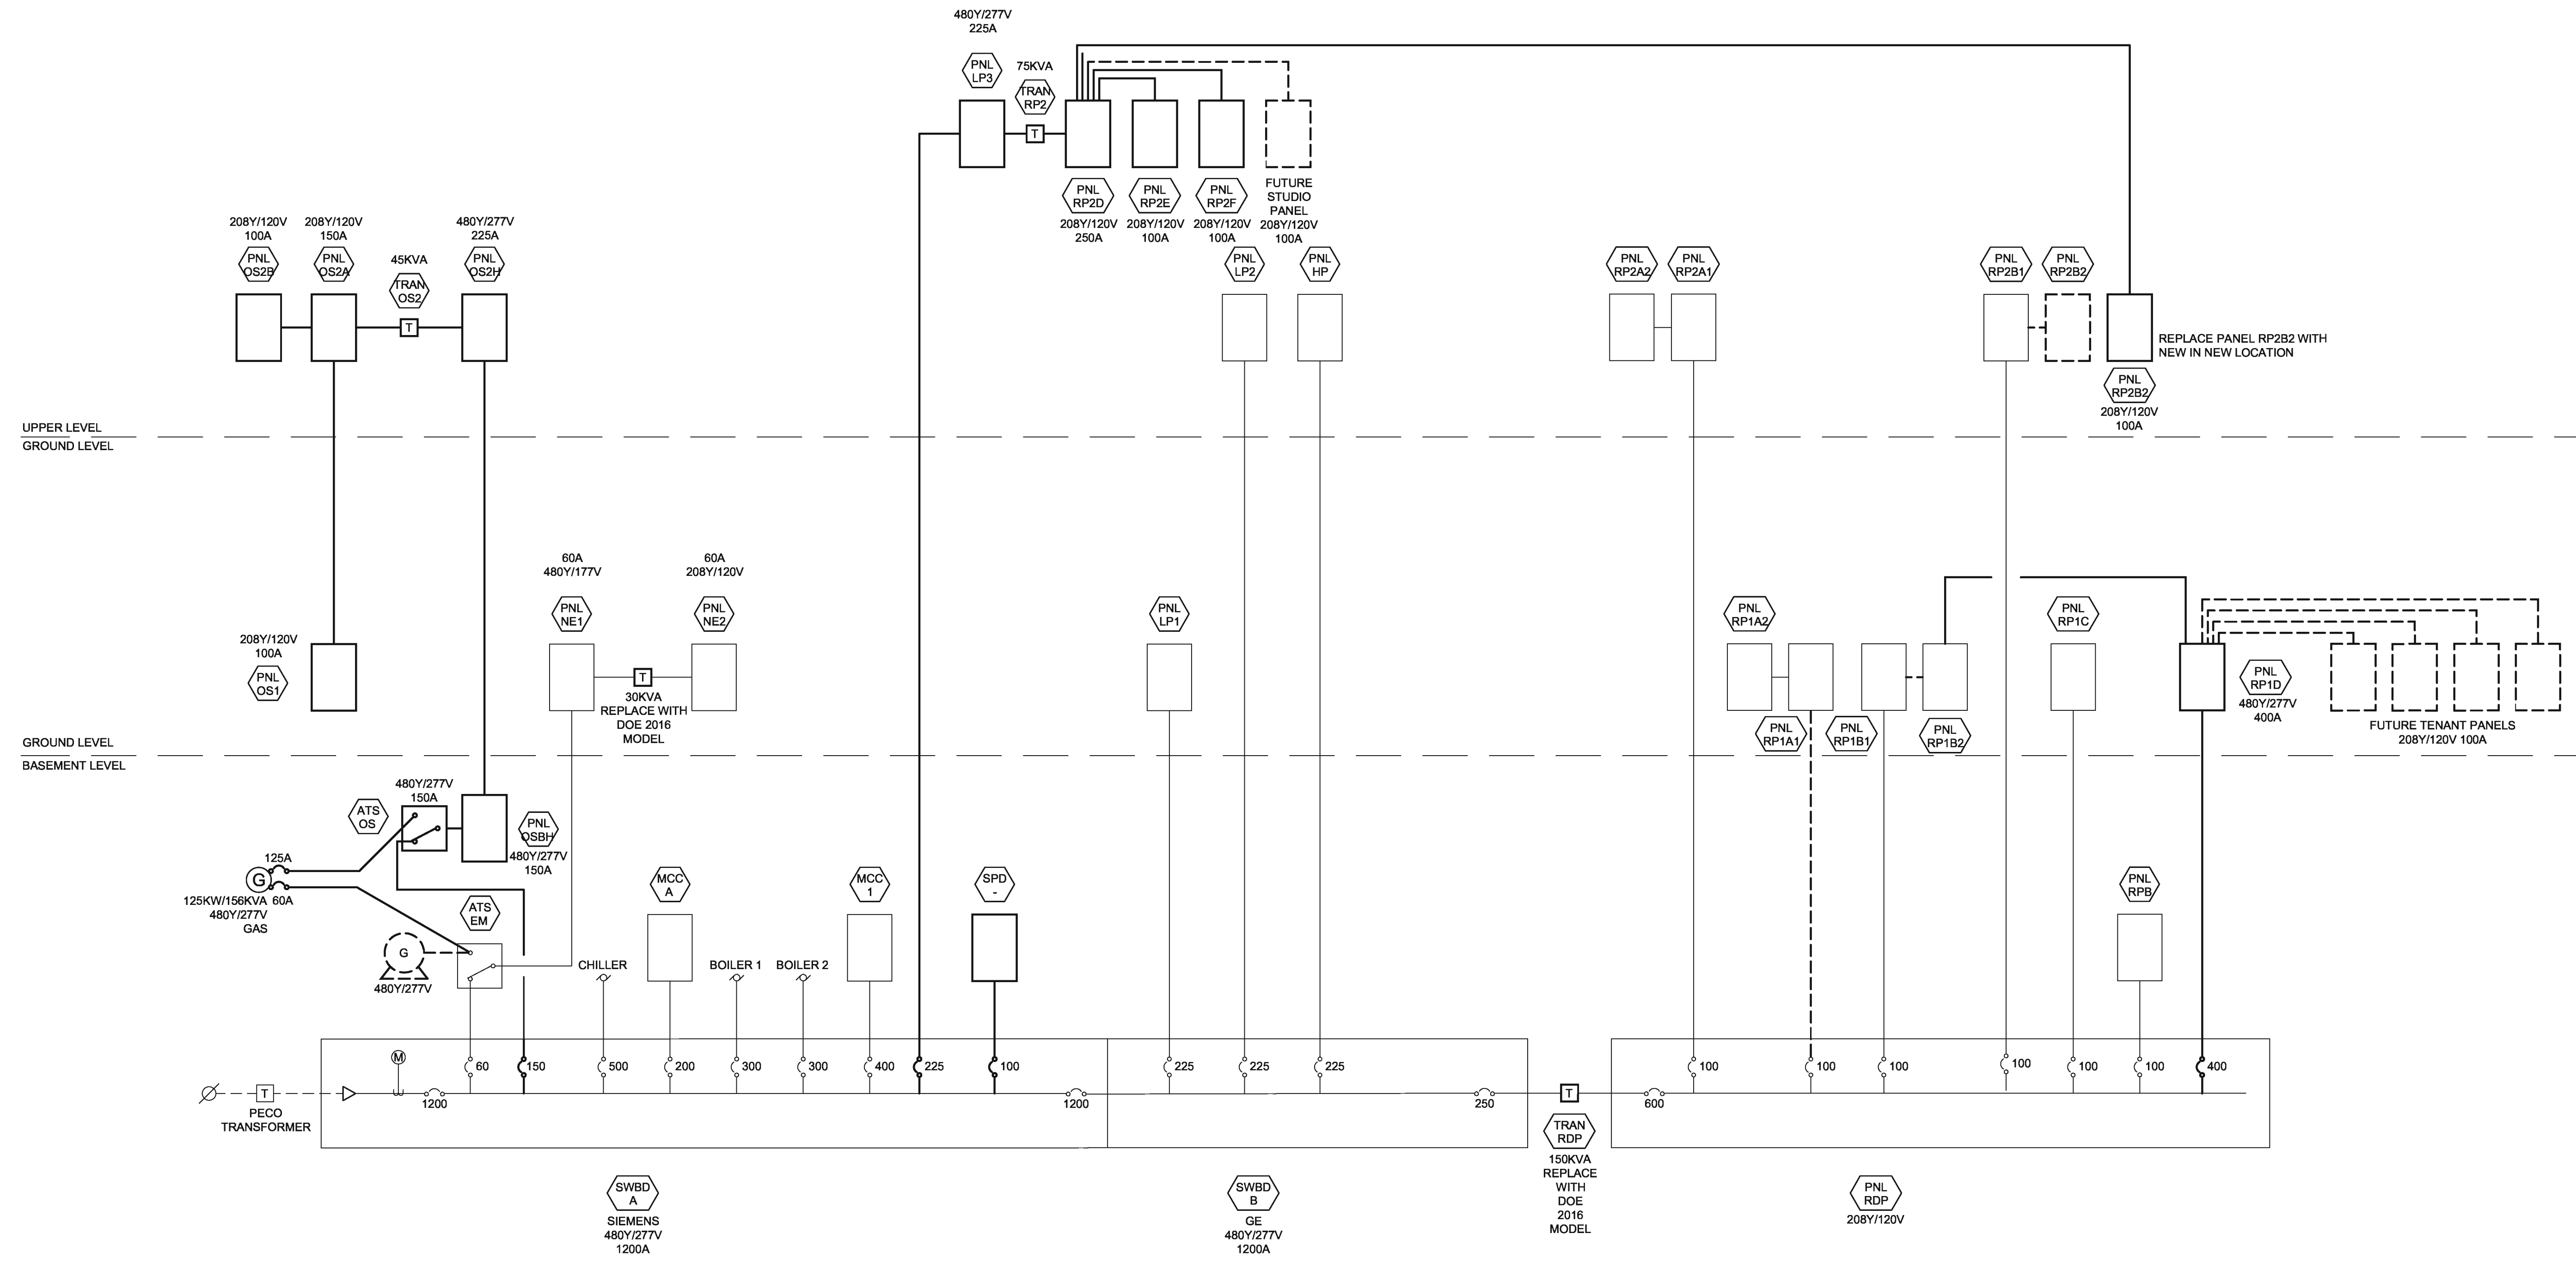 480Y/277V
225A
PNL
LP3
75KVA
TRAN
RP2
T
PNL
RP2D
208Y/120V
250A
PNL
RP2E
208Y/120V
100A
PNL
RP2F
208Y/120V
100A
FUTURE
STUDIO
PANEL
208Y/120V
100A
208Y/120V
100A
PNL
OS2B
208Y/120V
150A
PNL
OS2A
45KVA
TRAN
OS2
T
480Y/277V
225A
PNL
OS2H
PNL
LP2
PNL
HP
PNL
RP2A2
PNL
RP2A1
PNL
RP2B1
PNL
RP2B2
REPLACE PANEL RP2B2 WITH
NEW IN NEW LOCATION
PNL
RP2B2
208Y/120V
100A
UPPER LEVEL
GROUND LEVEL
208Y/120V
100A
PNL
OS1
60A
480Y/177V
PNL
NE1
T
30KVA
REPLACE WITH
DOE 2016
MODEL
60A
208Y/120V
PNL
NE2
PNL
LP1
PNL
RP1A2
PNL
RP1A1
PNL
RP1B1
PNL
RP1B2
PNL
RP1C
PNL
RP1D
480Y/277V
400A
FUTURE TENANT PANELS
208Y/120V 100A
GROUND LEVEL
BASEMENT LEVEL
480Y/277V
150A
ATS
OS
PNL
OSBH
480Y/277V
150A
125A
G
125KW/156KVA 60A
480Y/277V
GAS
ATS
EM
G
480Y/277V
CHILLER
MCC
A
BOILER 1
BOILER 2
MCC
1
SPD
-
PNL
RPB
M
60
150
500
200
300
300
400
225
100
225
225
225
100
100
100
100
100
100
400
T
PECO
TRANSFORMER
1200
1200
250
T
600
TRAN
RDP
150KVA
REPLACE
WITH
DOE
2016
MODEL
SWBD
A
SIEMENS
480Y/277V
1200A
SWBD
B
GE
480Y/277V
1200A
PNL
RDP
208Y/120V